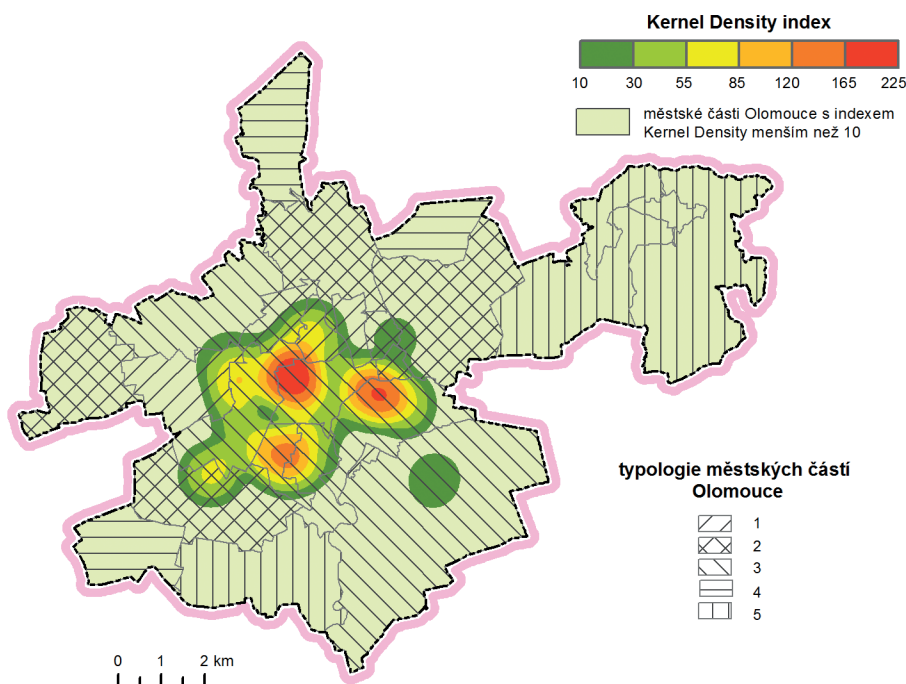 Kernel Density index
10 30 55 85 120 165 225
městské části Olomouce s indexem
Kernel Density menším než 10
typologie městských částí
Olomouce
1
2
3
4
5
0 1 2 km